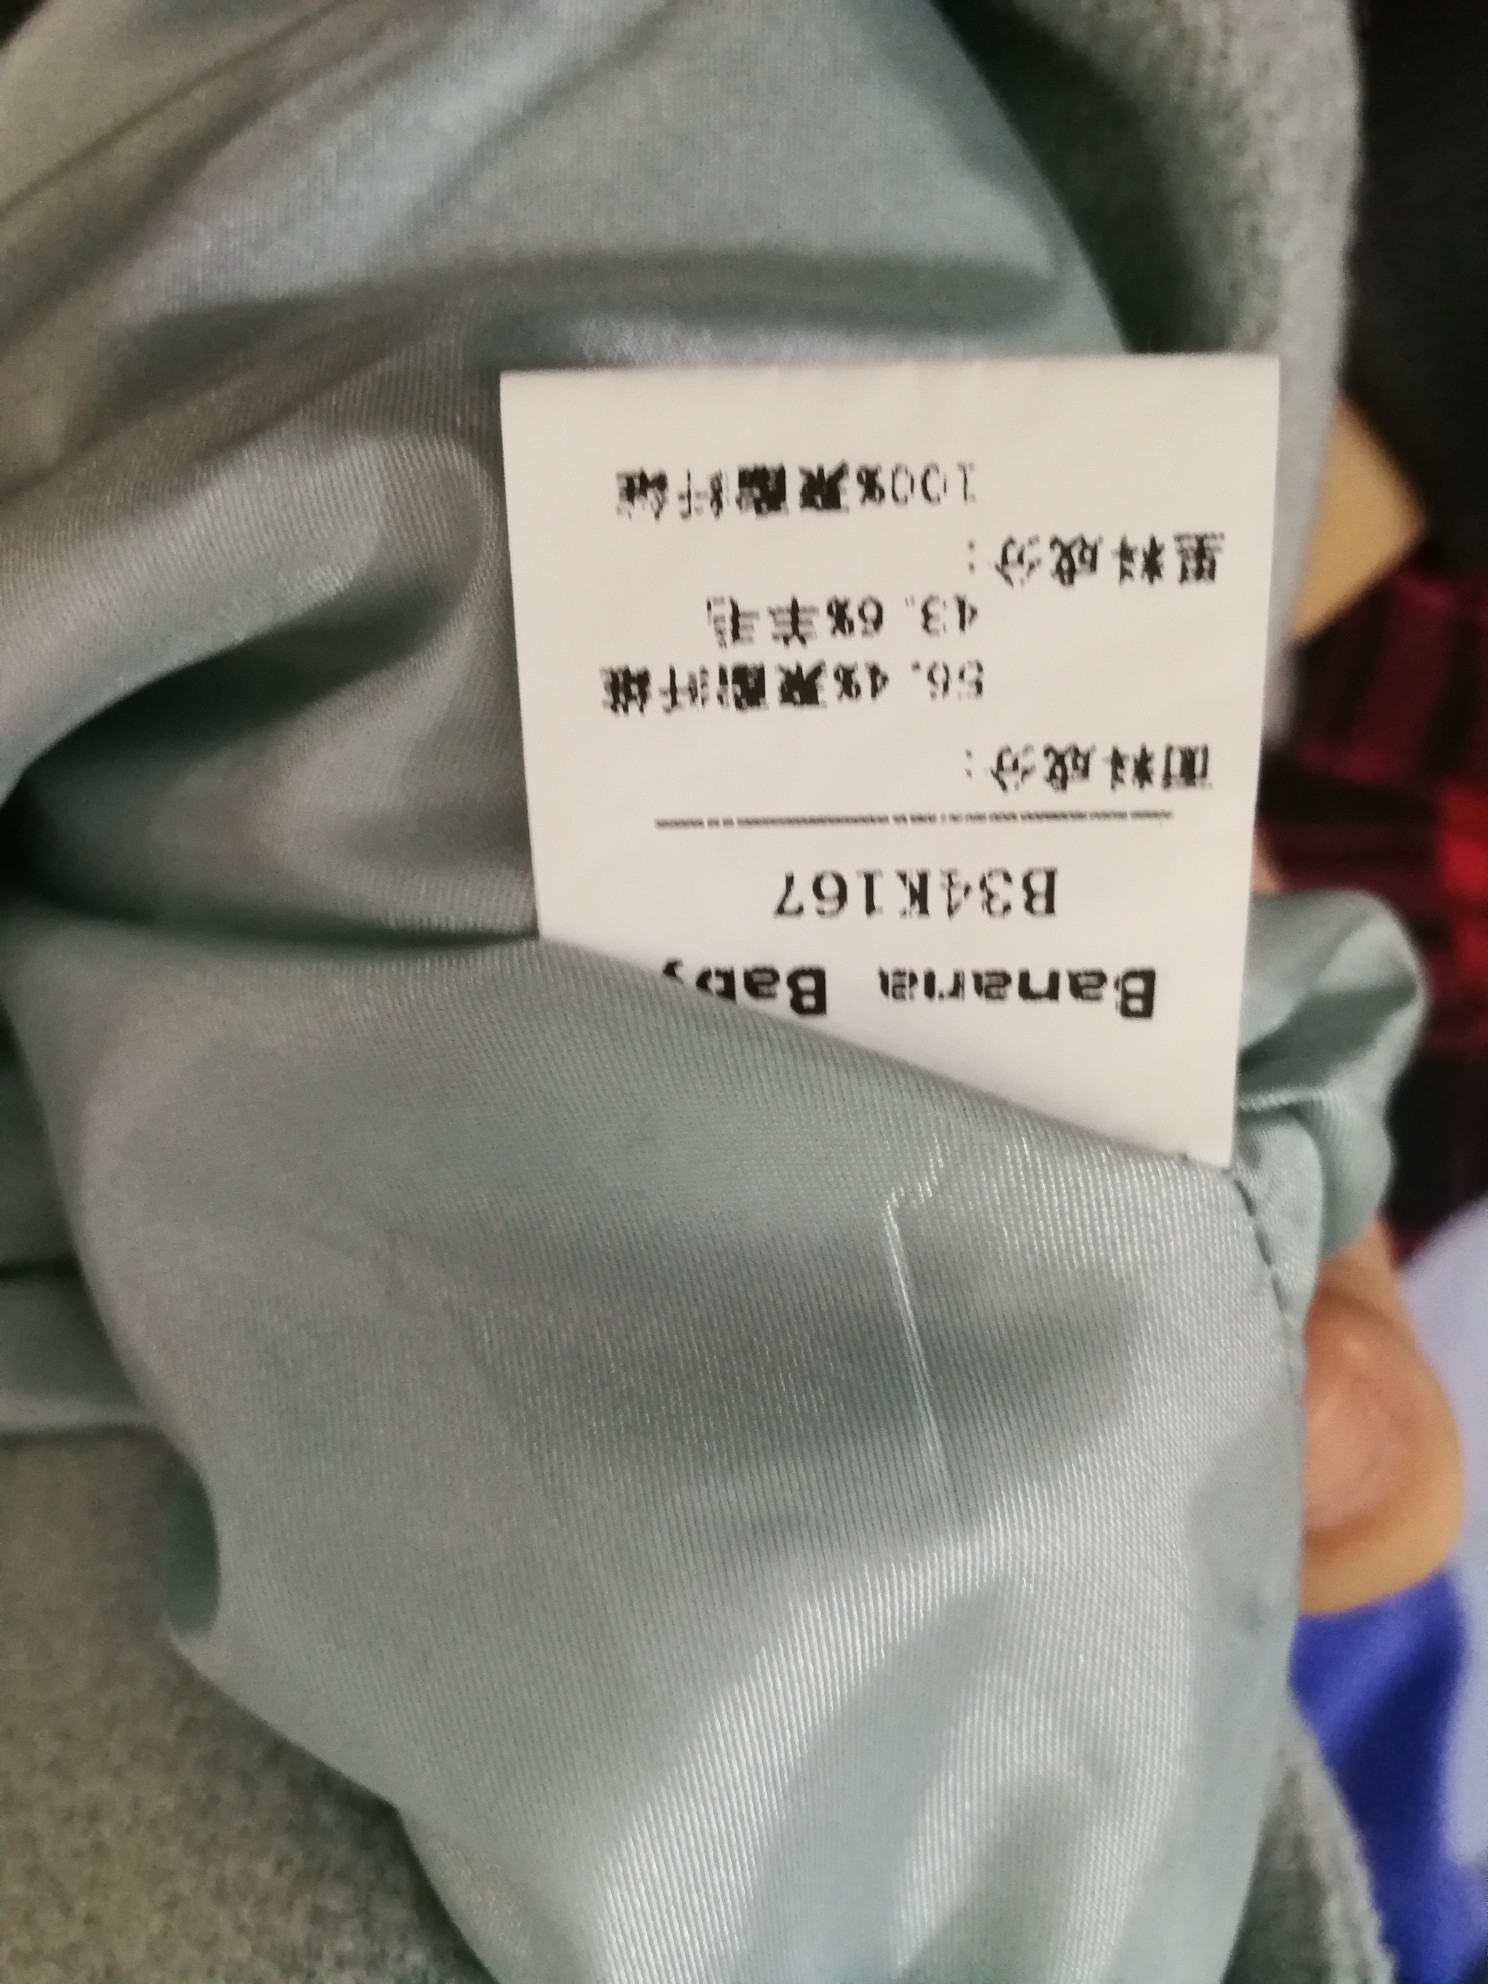 Banana Baby
B34K167
面料成分:
56.4%聚酯纤维
43.6%羊毛
里料成分:
100%聚酯纤维